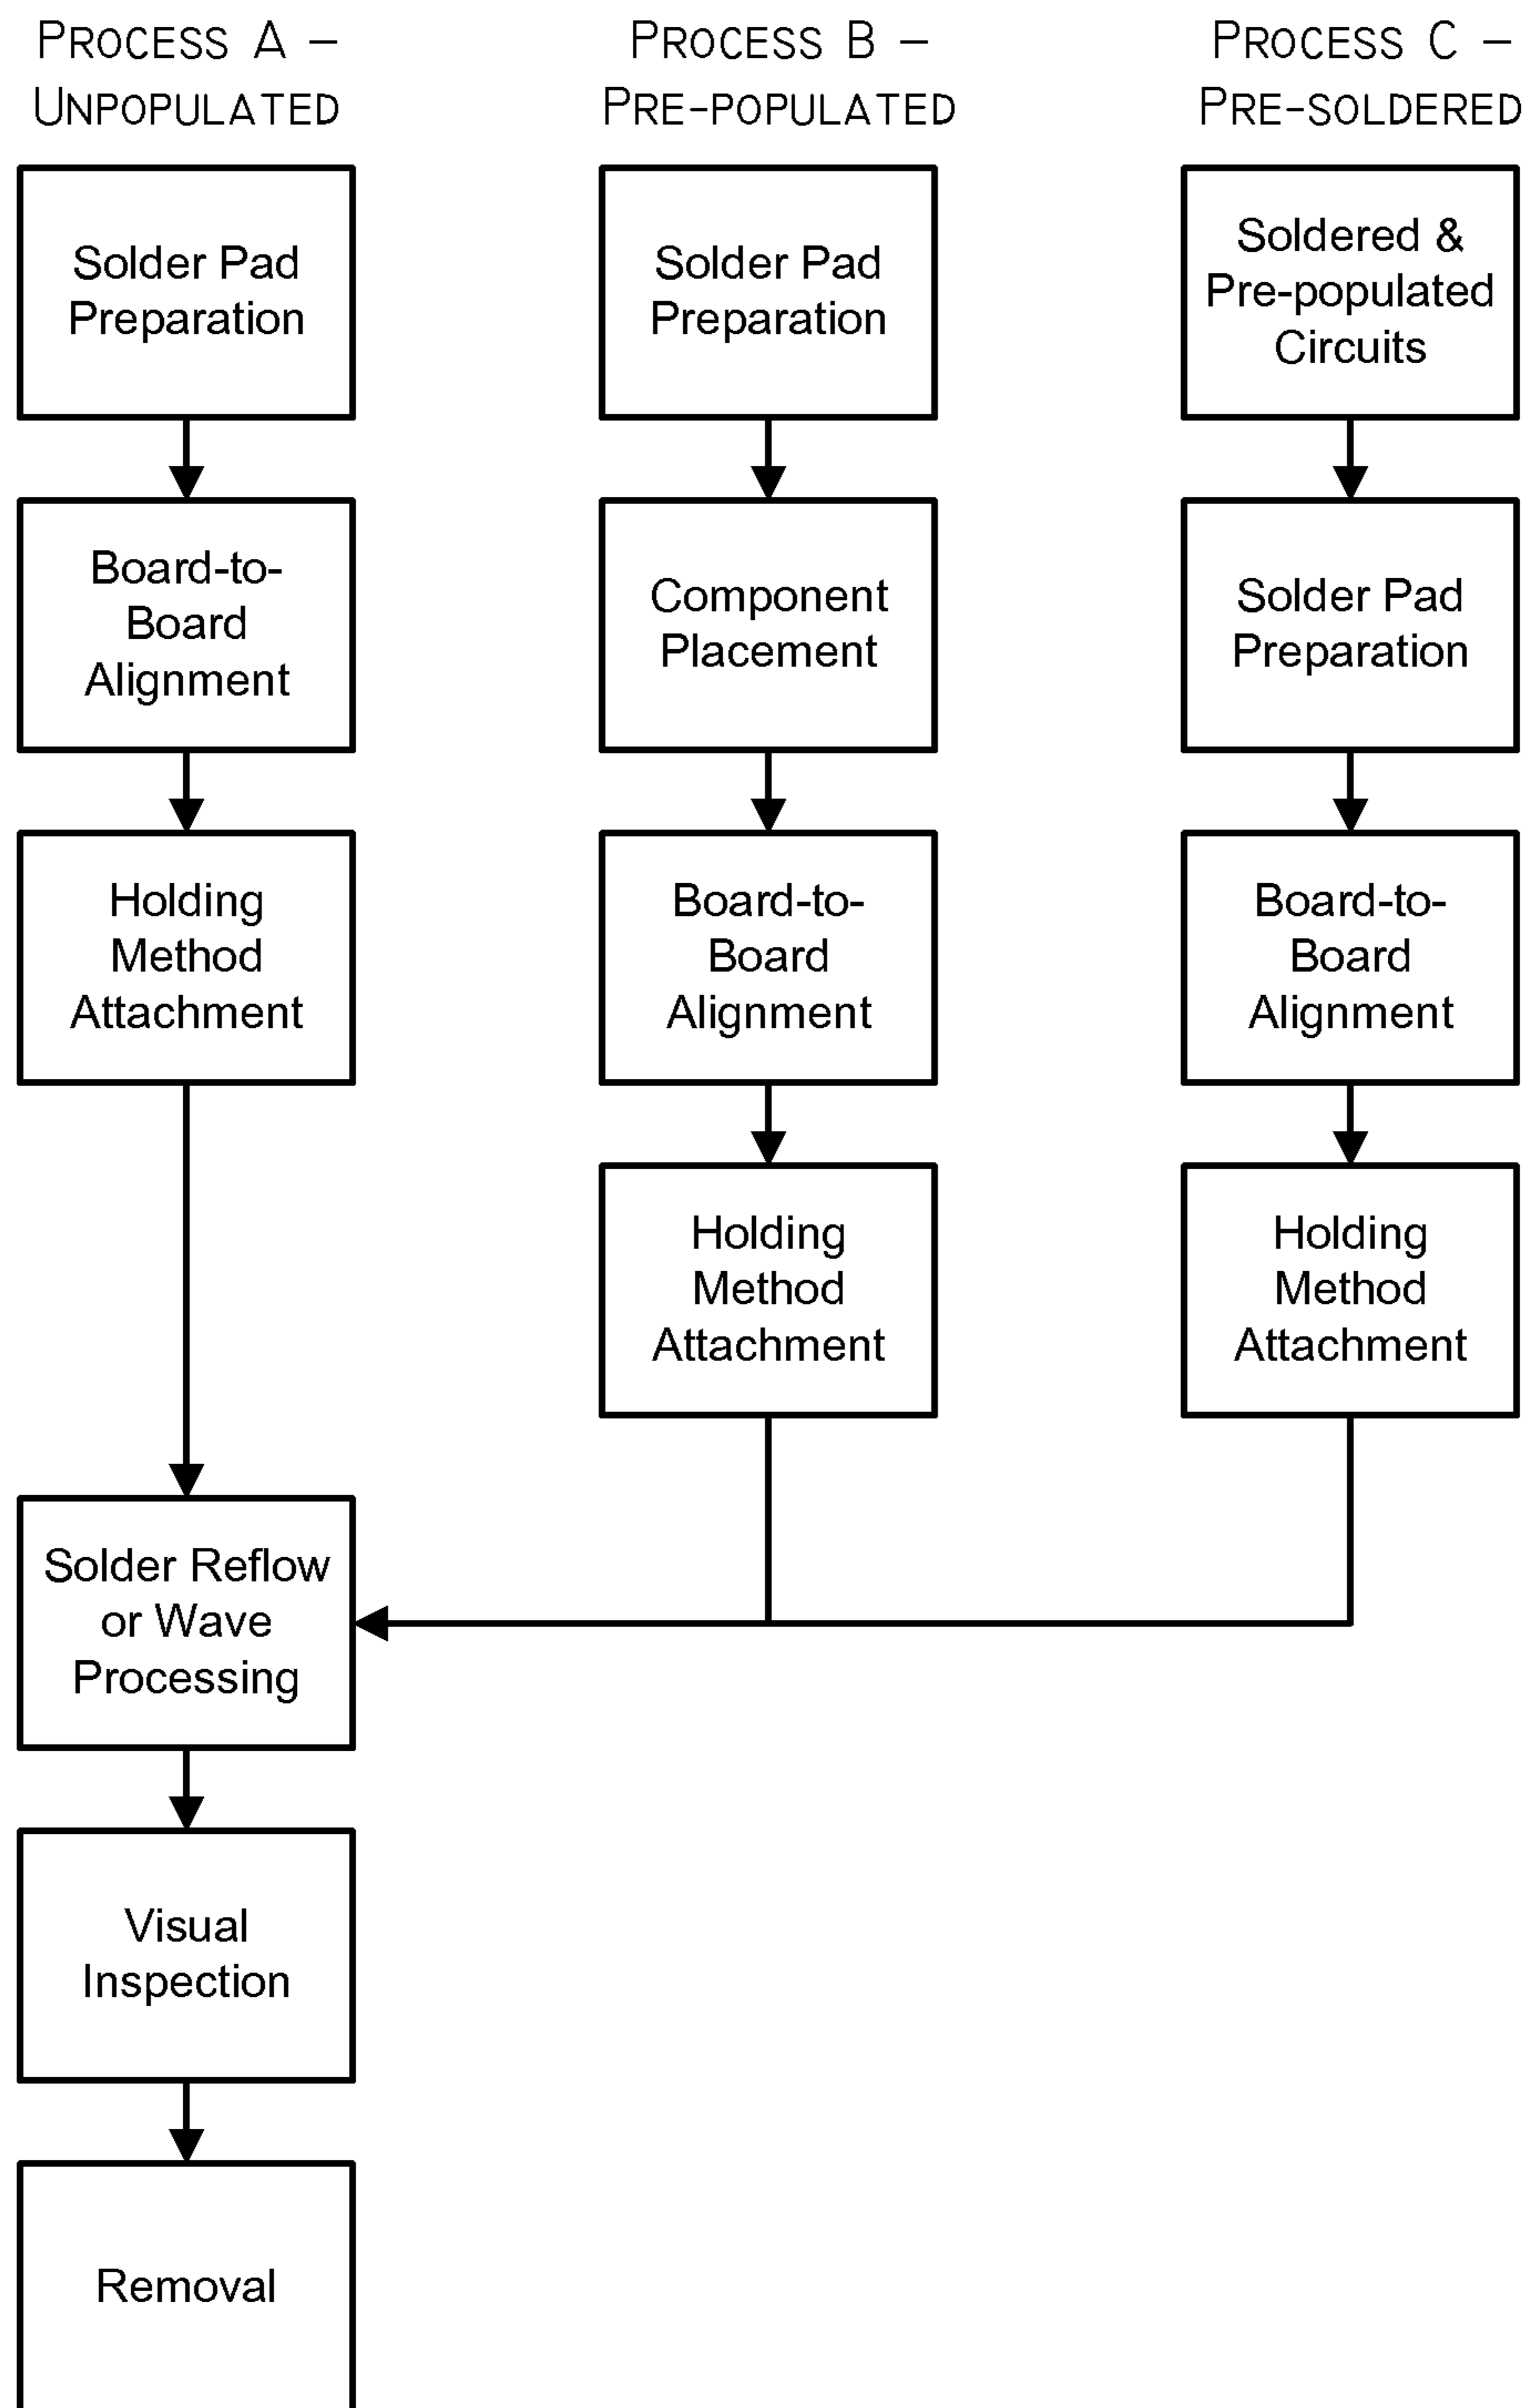 PROCESS A –
UNPOPULATED
Solder Pad
Preparation
Board-to-
Board
Alignment
Holding
Method
Attachment
Solder Reflow
or Wave
Processing
Visual
Inspection
Removal
PROCESS B –
PRE-POPULATED
Solder Pad
Preparation
Component
Placement
Board-to-
Board
Alignment
Holding
Method
Attachment
PROCESS C –
PRE-SOLDERED
Soldered &
Pre-populated
Circuits
Solder Pad
Preparation
Board-to-
Board
Alignment
Holding
Method
Attachment